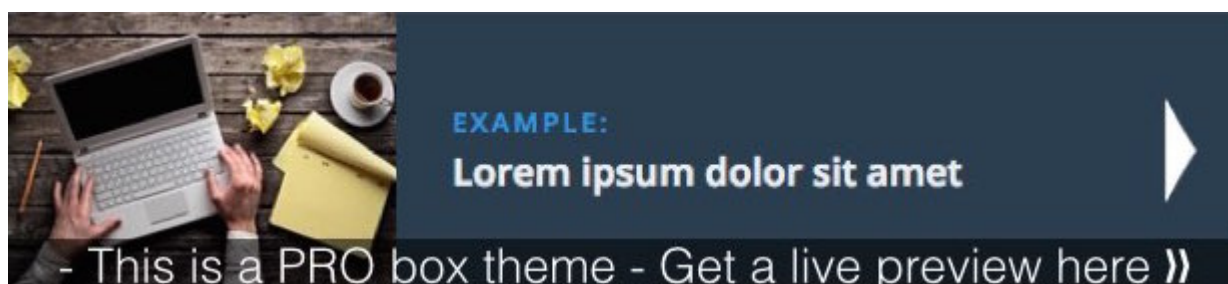 EXAMPLE:
Lorem ipsum dolor sit amet
- This is a PRO box theme - Get a live preview here ⟫